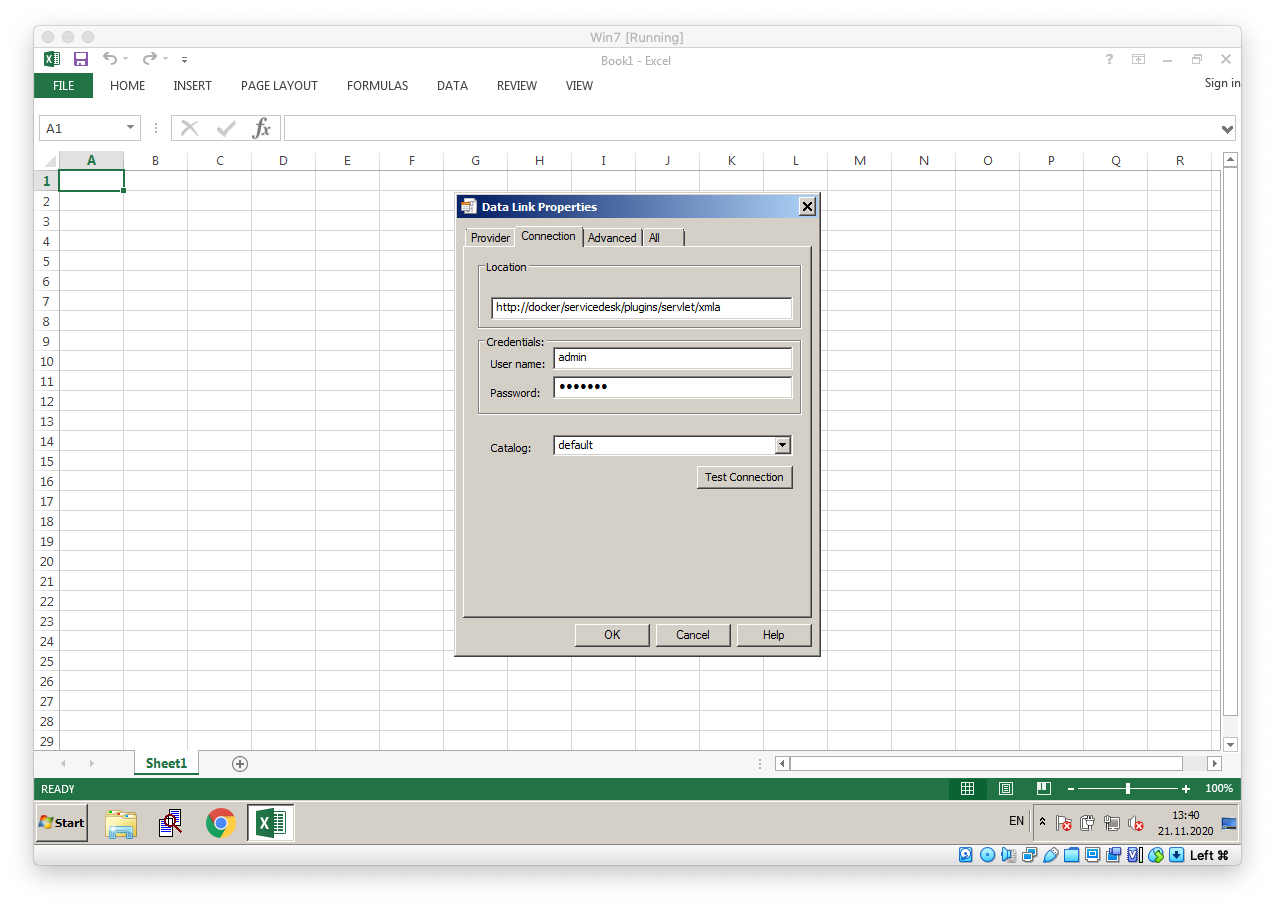 Win7 [Running]
Book1 - Excel
?
FILE HOME INSERT PAGE LAYOUT FORMULAS DATA REVIEW VIEW Sign in
A1 fx
A B C D E F G H I J K L M N O P Q R
1
2
3
4
5
6
7
8
9
10
11
12
13
14
15
16
17
18
19
20
21
22
23
24
25
26
27
28
29
Data Link Properties
Provider Connection Advanced All
Location
http://docker/servicedesk/plugins/servlet/xmla
Credentials:
User name: admin
Password: •••••••
Catalog: default
Test Connection
OK Cancel Help
Sheet1
READY 100%
Start EN 13:40
21.11.2020
Left ⌘